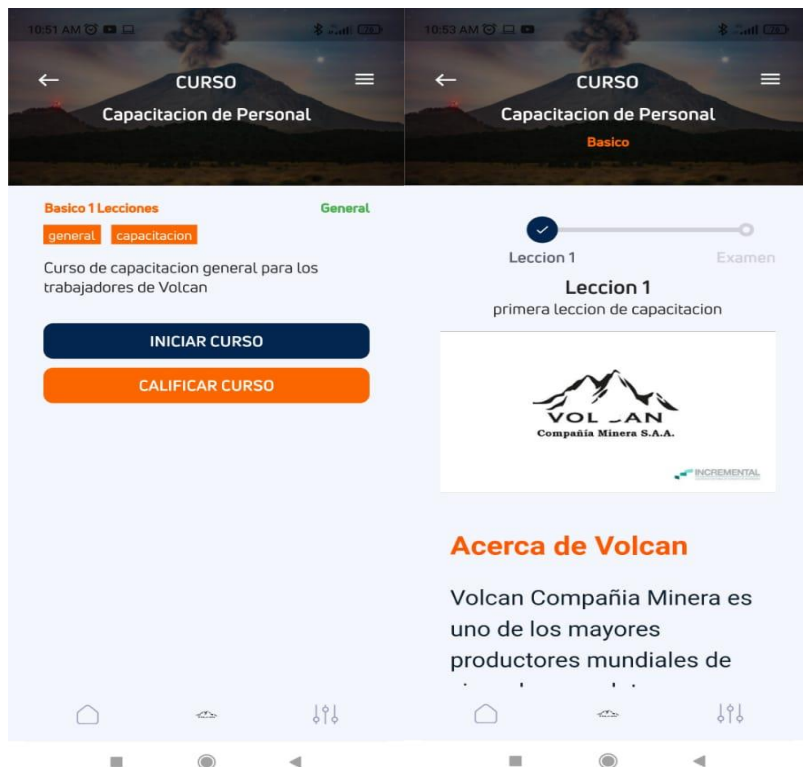 10:51 AM
26
CURSO
Capacitacion de Personal
Basico 1 Lecciones
General
general capacitacion
Curso de capacitacion general para los
trabajadores de Volcan
INICIAR CURSO
CALIFICAR CURSO
10:53 AM
26
CURSO
Capacitacion de Personal
Basico
Leccion 1
Examen
Leccion 1
primera leccion de capacitacion
VOLCAN
Compañia Minera S.A.A.
INCREMENTAL
Acerca de Volcan
Volcan Compañia Minera es
uno de los mayores
productores mundiales de